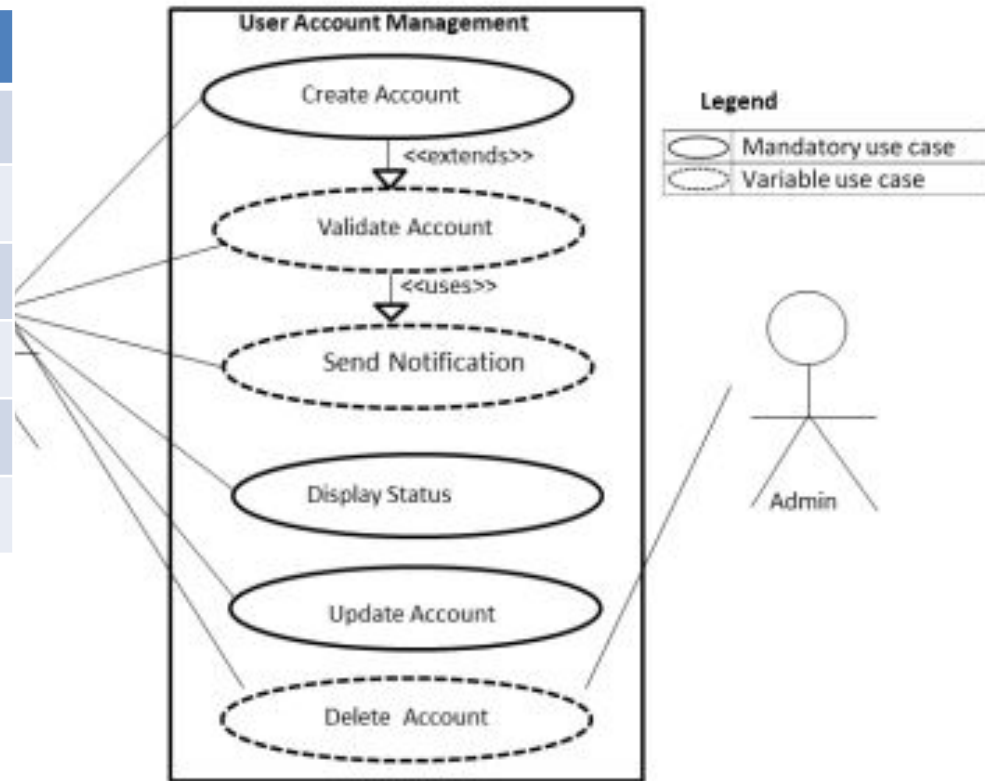 User Account Management
Create Account
<<extends>>
Validate Account
<<uses>>
Send Notification
Display Status
Update Account
Delete Account
Legend
Mandatory use case
Variable use case
Admin